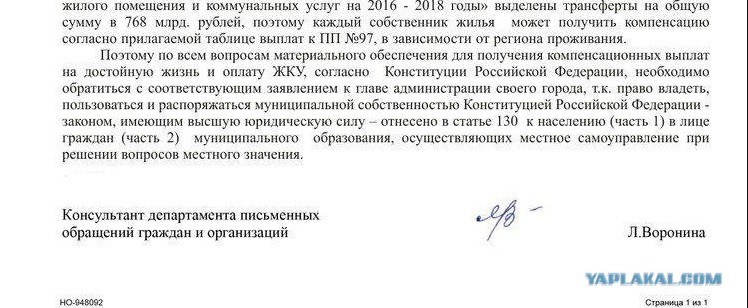 жилого помещения и коммунальных услуг на 2016 - 2018 годы» выделены трансферты на общую
сумму в 768 млрд. рублей, поэтому каждый собственник жилья может получить компенсацию
согласно прилагаемой таблице выплат к ПП №97, в зависимости от региона проживания.
Поэтому по всем вопросам материального обеспечения для получения компенсационных выплат
на достойную жизнь и оплату ЖКУ, согласно Конституции Российской Федерации, необходимо
обратиться с соответствующим заявлением к главе администрации своего города, т.к. право владеть,
пользоваться и распоряжаться муниципальной собственностью Конституцией Российской Федерации -
законом, имеющим высшую юридическую силу – отнесено в статье 130 к населению (часть 1) в лице
граждан (часть 2) муниципального образования, осуществляющих местное самоуправление при
решении вопросов местного значения.
Консультант департамента письменных
обращений граждан и организаций
Л.Воронина
YAPLAKAL.COM
НО-948092
Страница 1 из 1